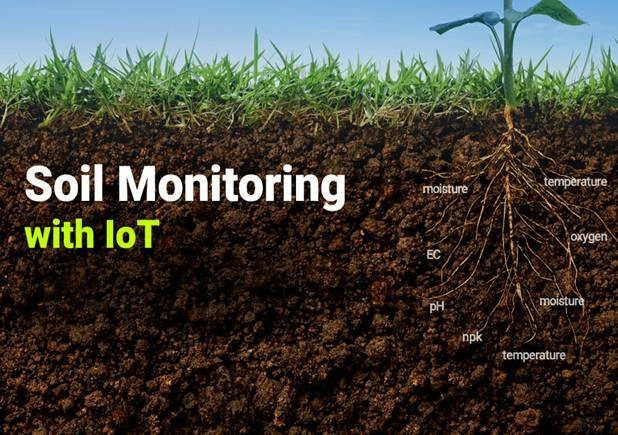 Soil Monitoring
with IoT
moisture
temperature
oxygen
EC
moisture
pH
npk
temperature